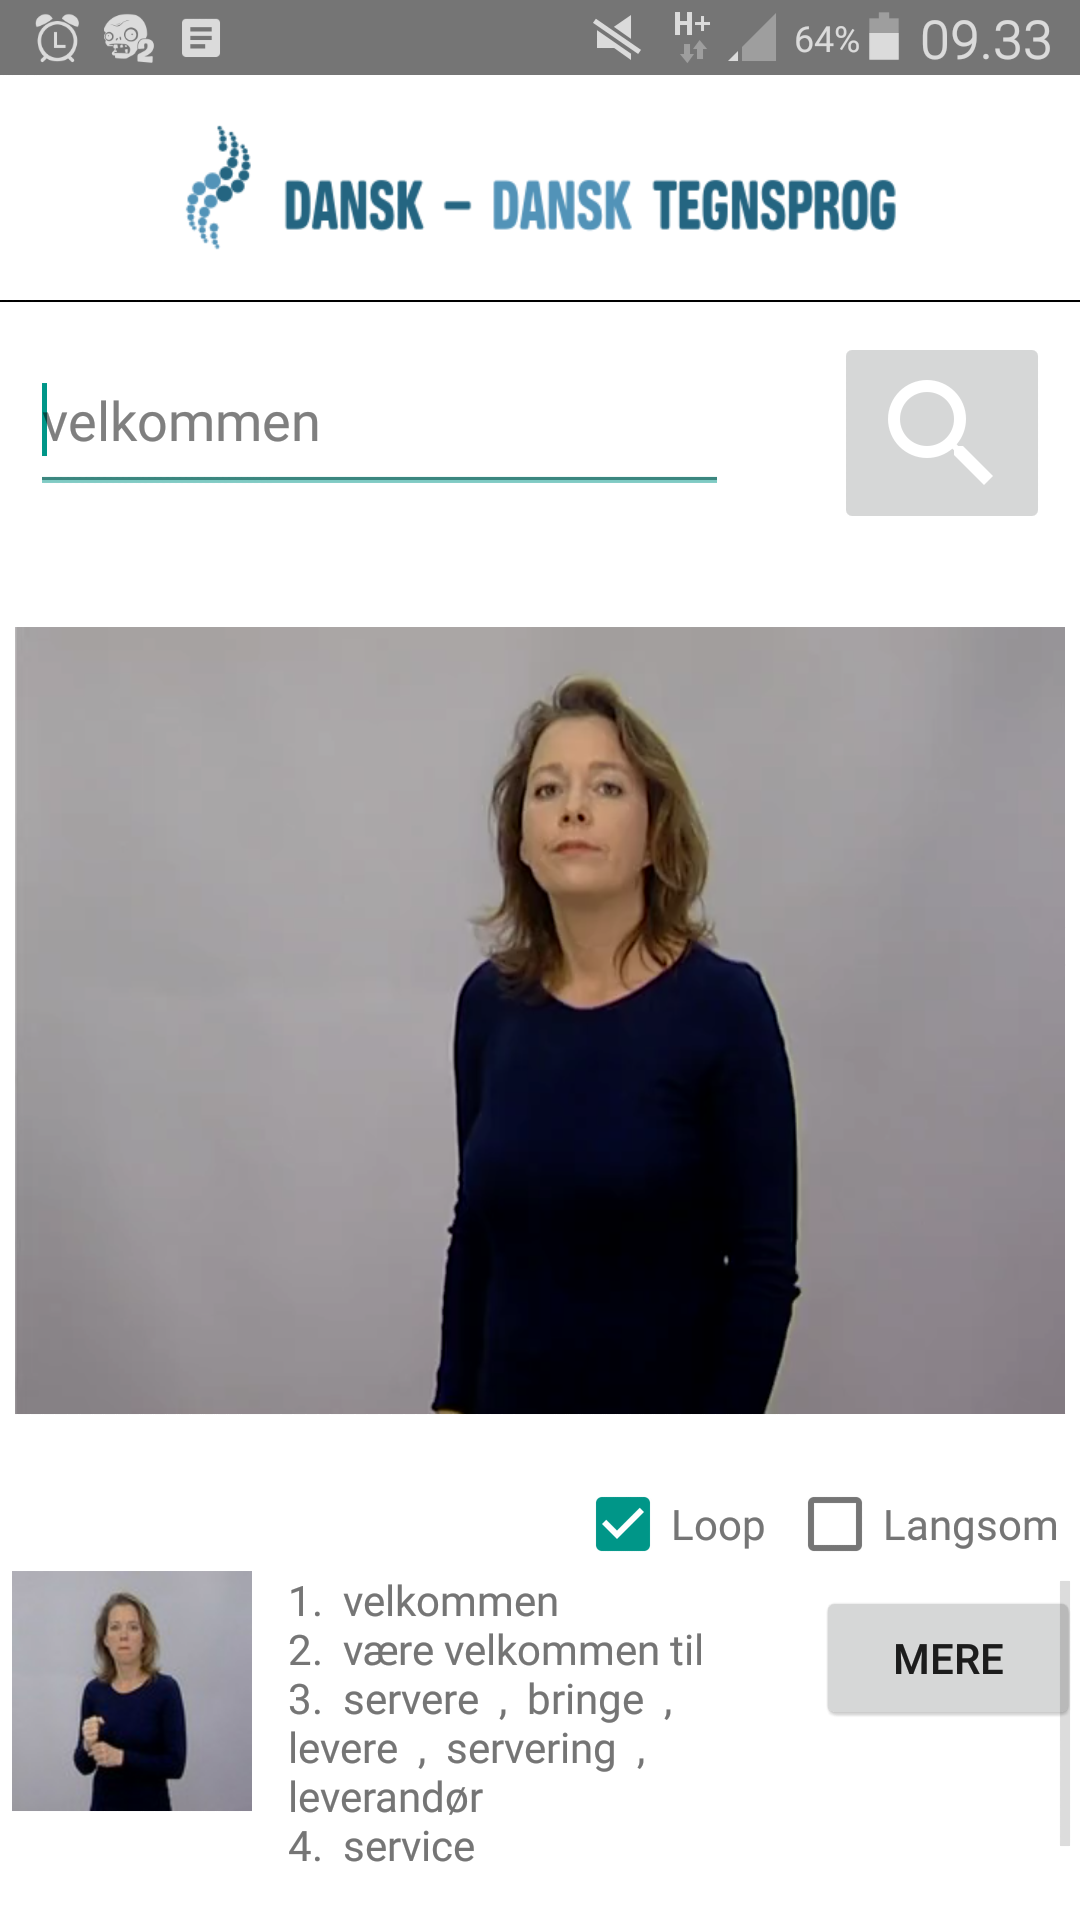 2 H+ 64% 09.33
DANSK – DANSK TEGNSPROG
velkommen
Loop Langsom
1. velkommen
2. være velkommen til
3. servere , bringe ,
levere , servering ,
leverandør
4. service
MERE